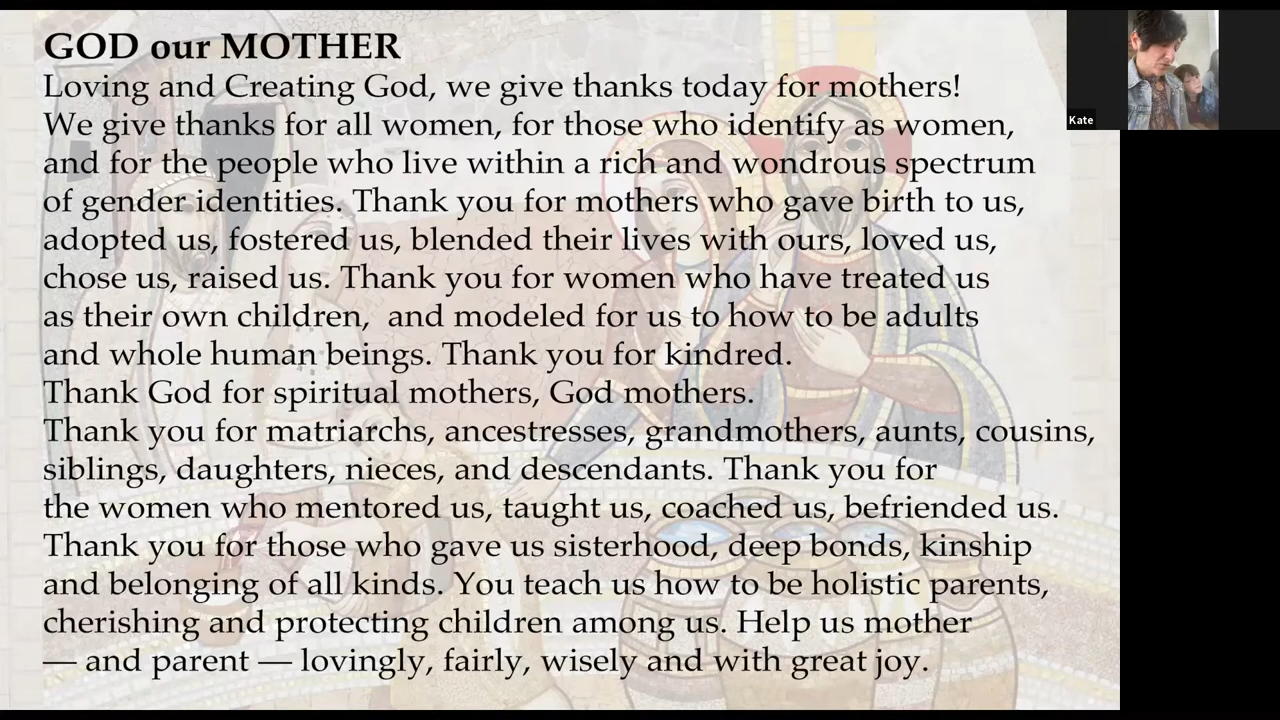 GOD our MOTHER
Loving and Creating God, we give thanks today for mothers!
We give thanks for all women, for those who identify as women,
and for the people who live within a rich and wondrous spectrum
of gender identities. Thank you for mothers who gave birth to us,
adopted us, fostered us, blended their lives with ours, loved us,
chose us, raised us. Thank you for women who have treated us
as their own children,  and modeled for us to how to be adults
and whole human beings. Thank you for kindred.
Thank God for spiritual mothers, God mothers.
Thank you for matriarchs, ancestresses, grandmothers, aunts, cousins,
siblings, daughters, nieces, and descendants. Thank you for
the women who mentored us, taught us, coached us, befriended us.
Thank you for those who gave us sisterhood, deep bonds, kinship
and belonging of all kinds. You teach us how to be holistic parents,
cherishing and protecting children among us. Help us mother
— and parent — lovingly, fairly, wisely and with great joy.
Kate